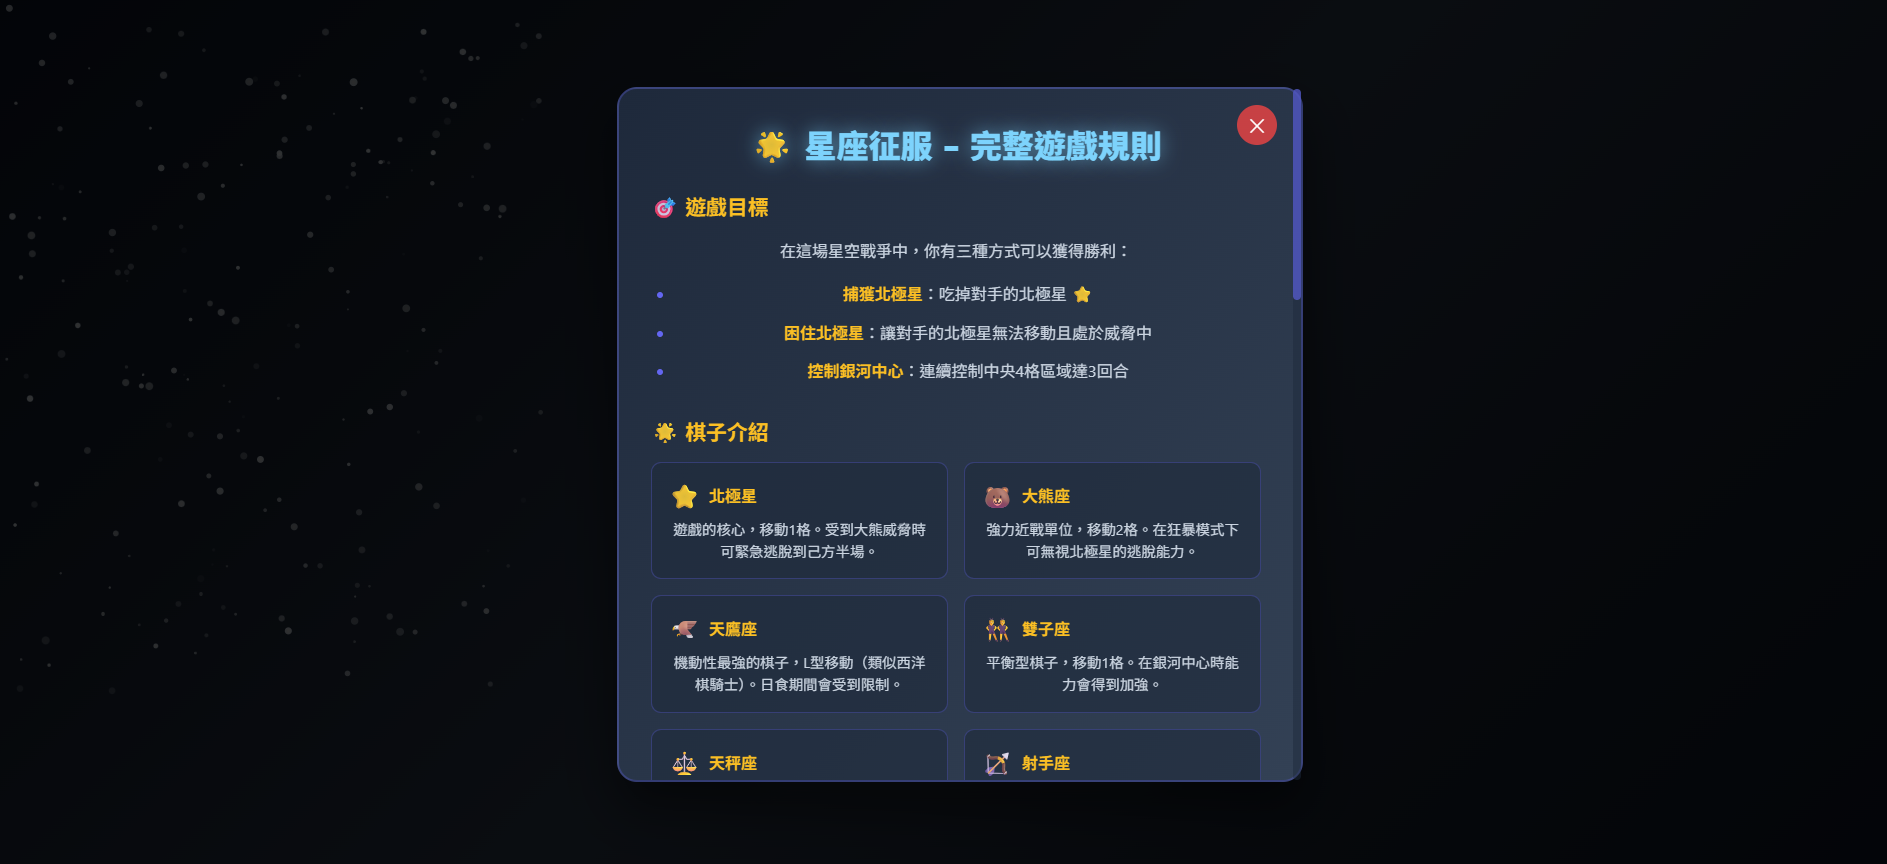 星座征服 - 完整遊戲規則
遊戲目標
在這場星空戰爭中，你有三種方式可以獲得勝利：
捕獲北極星：吃掉對手的北極星
困住北極星：讓對手的北極星無法移動且處於威脅中
控制銀河中心：連續控制中央4格區域達3回合
棋子介紹
北極星
遊戲的核心，移動1格。受到大熊威脅時
可緊急逃脫到己方半場。
大熊座
強力近戰單位，移動2格。在狂暴模式下
可無視北極星的逃脫能力。
天鷹座
機動性最強的棋子，L型移動（類似西洋
棋騎士）。日食期間會受到限制。
雙子座
平衡型棋子，移動1格。在銀河中心時能
力會得到加強。
天秤座
射手座